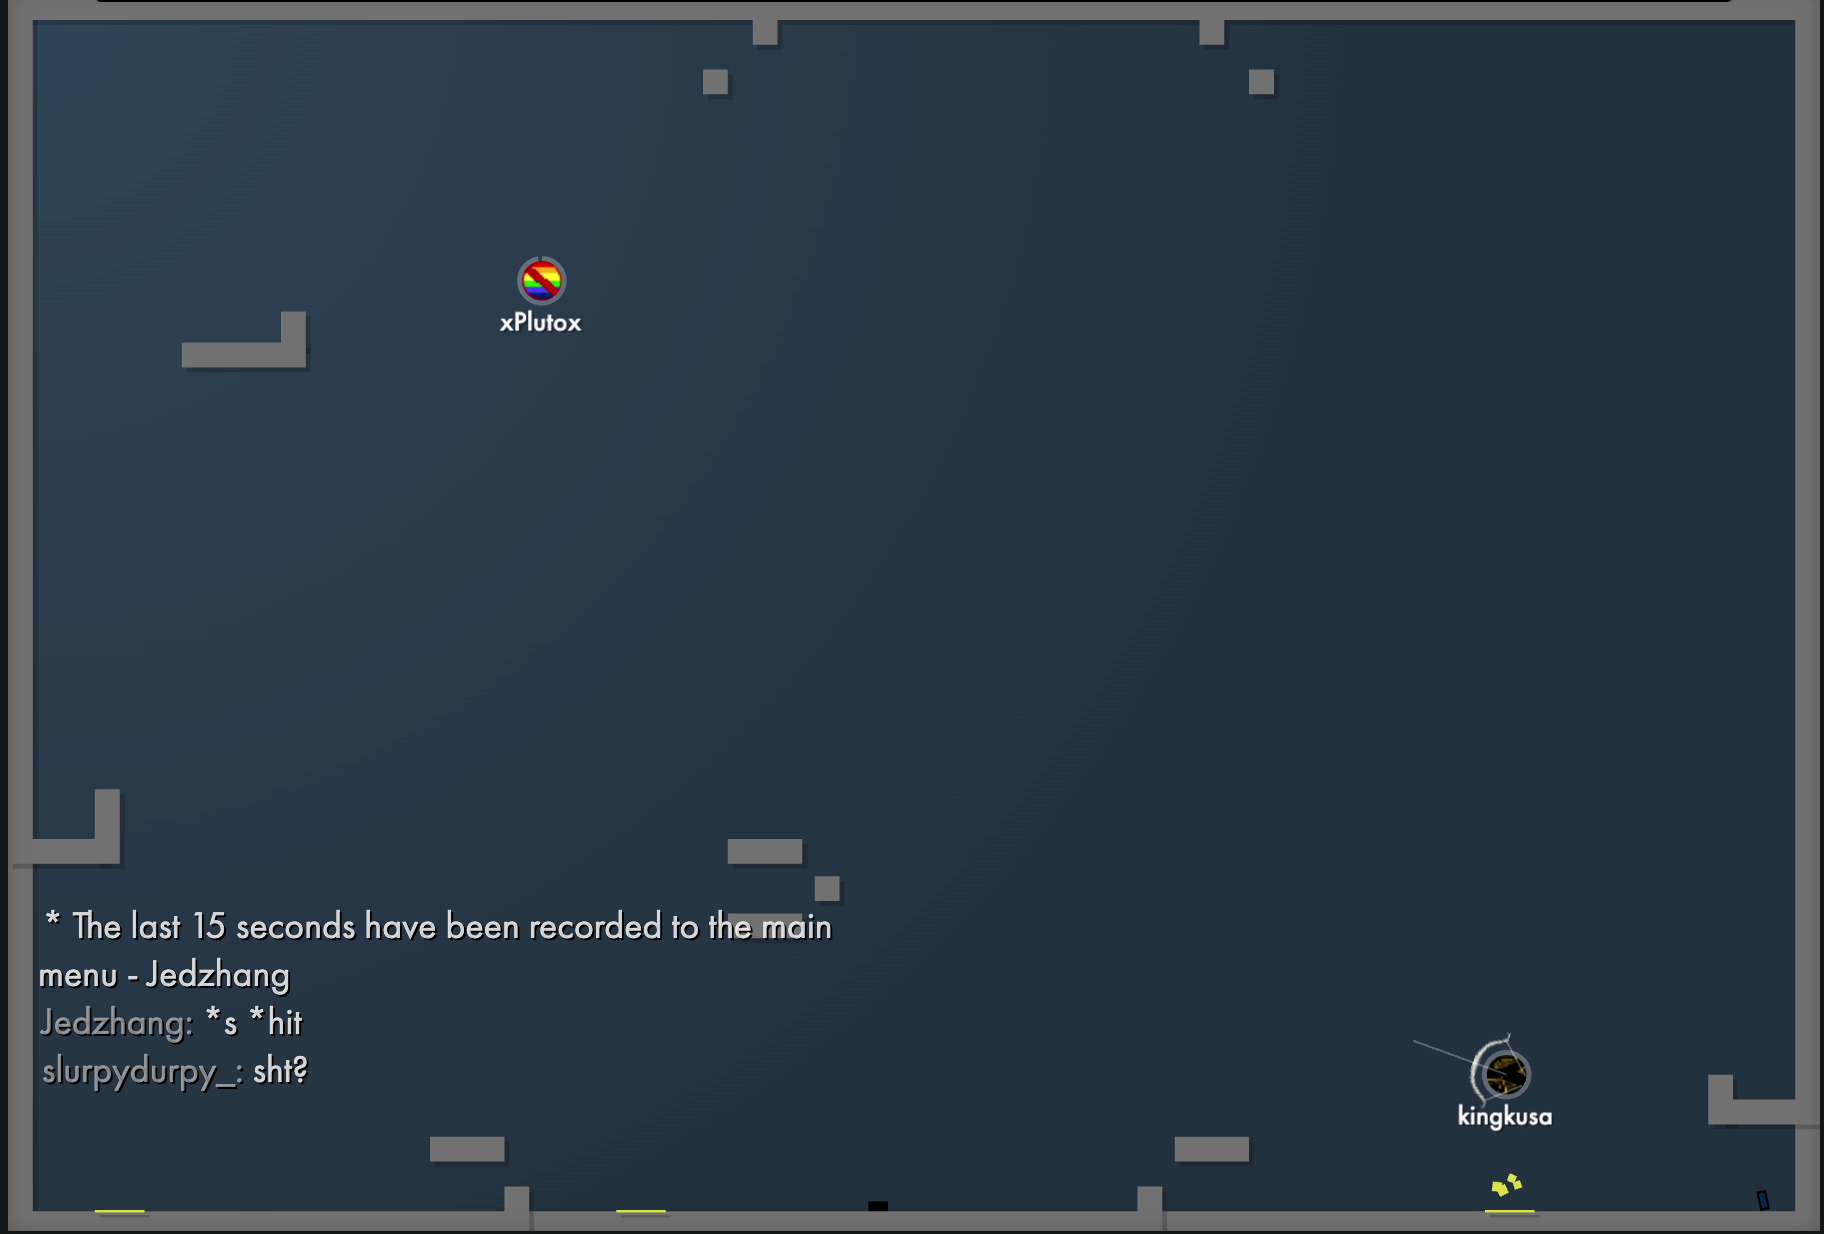 xPlutox
* The last 15 seconds have been recorded to the main
menu - Jedzhang
Jedzhang: *s *hit
slurpydurpy_: sht?
kingkusa